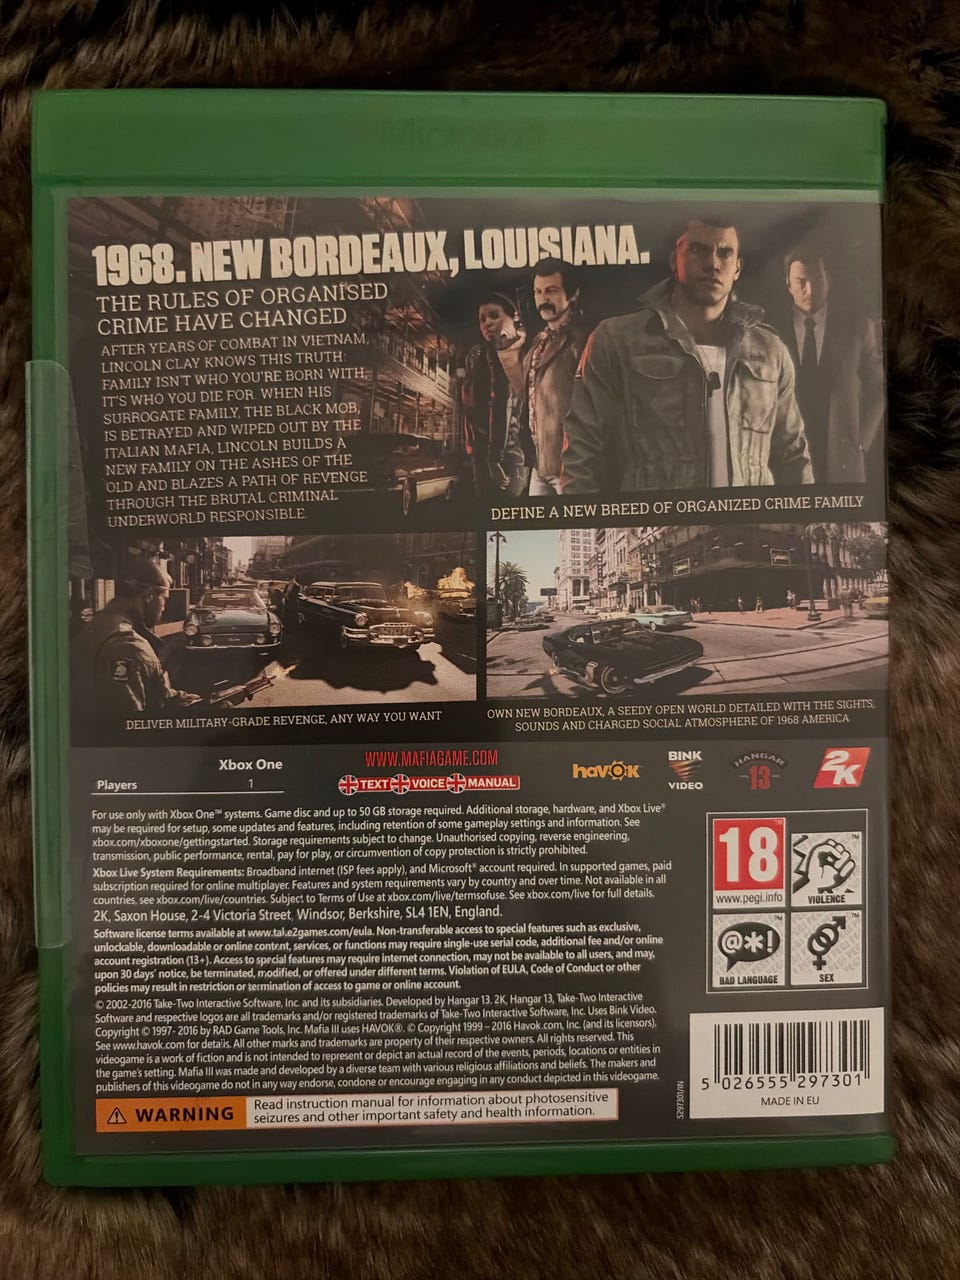 Microsoft
1968. NEW BORDEAUX, LOUISIANA.
THE RULES OF ORGANISED
CRIME HAVE CHANGED
AFTER YEARS OF COMBAT IN VIETNAM,
LINCOLN CLAY KNOWS THIS TRUTH:
FAMILY ISN'T WHO YOU'RE BORN WITH,
IT'S WHO YOU DIE FOR. WHEN HIS
SURROGATE FAMILY, THE BLACK MOB,
IS BETRAYED AND WIPED OUT BY THE
ITALIAN MAFIA, LINCOLN BUILDS A
NEW FAMILY ON THE ASHES OF THE
OLD AND BLAZES A PATH OF REVENGE
THROUGH THE BRUTAL CRIMINAL
UNDERWORLD RESPONSIBLE.
DEFINE A NEW BREED OF ORGANIZED CRIME FAMILY
DELIVER MILITARY-GRADE REVENGE, ANY WAY YOU WANT
OWN NEW BORDEAUX, A SEEDY OPEN WORLD DETAILED WITH THE SIGHTS,
SOUNDS AND CHARGED SOCIAL ATMOSPHERE OF 1968 AMERICA
Xbox One
Players 1
WWW.MAFIAGAME.COM
TEXT VOICE MANUAL
havok
BINK
VIDEO
HANGAR
13
2K
For use only with Xbox One™ systems. Game disc and up to 50 GB storage required. Additional storage, hardware, and Xbox Live®
may be required for setup, some updates and features, including retention of some gameplay settings and information. See
xbox.com/xboxone/gettingstarted. Storage requirements subject to change. Unauthorised copying, reverse engineering,
transmission, public performance, rental, pay for play, or circumvention of copy protection is strictly prohibited.
Xbox Live System Requirements: Broadband internet (ISP fees apply), and Microsoft® account required. In supported games, paid
subscription required for online multiplayer. Features and system requirements vary by country and over time. Not available in all
countries, see xbox.com/live/countries. Subject to Terms of Use at xbox.com/live/termsofuse. See xbox.com/live for full details.
2K, Saxon House, 2-4 Victoria Street, Windsor, Berkshire, SL4 1EN, England.
Software license terms available at www.take2games.com/eula. Non-transferable access to special features such as exclusive,
unlockable, downloadable or online content, services, or functions may require single-use serial code, additional fee and/or online
account registration (13+). Access to special features may require internet connection, may not be available to all users, and may,
upon 30 days' notice, be terminated, modified, or offered under different terms. Violation of EULA, Code of Conduct or other
policies may result in restriction or termination of access to game or online account.
© 2002-2016 Take-Two Interactive Software, Inc. and its subsidiaries. Developed by Hangar 13. 2K, Hangar 13, Take-Two Interactive
Software and respective logos are all trademarks and/or registered trademarks of Take-Two Interactive Software, Inc. Uses Bink Video.
Copyright © 1997- 2016 by RAD Game Tools, Inc. Mafia III uses HAVOK®. © Copyright 1999 – 2016 Havok.com, Inc. (and its licensors).
See www.havok.com for details. All other marks and trademarks are property of their respective owners. All rights reserved. This
videogame is a work of fiction and is not intended to represent or depict an actual record of the events, periods, locations or entities in
the game's setting. Mafia III was made and developed by a diverse team with various religious affiliations and beliefs. The makers and
publishers of this videogame do not in any way endorse, condone or encourage engaging in any conduct depicted in this videogame.
WARNING
Read instruction manual for information about photosensitive
seizures and other important safety and health information.
18
www.pegi.info
VIOLENCE
@*!
BAD LANGUAGE
SEX
5297301/IN
5 026555 297301
MADE IN EU